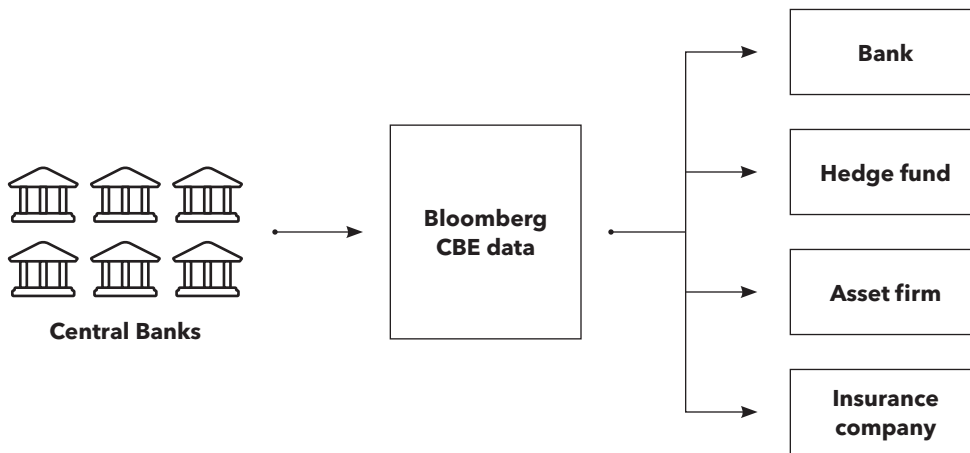 Central Banks
Bloomberg
CBE data
Bank
Hedge fund
Asset firm
Insurance
company